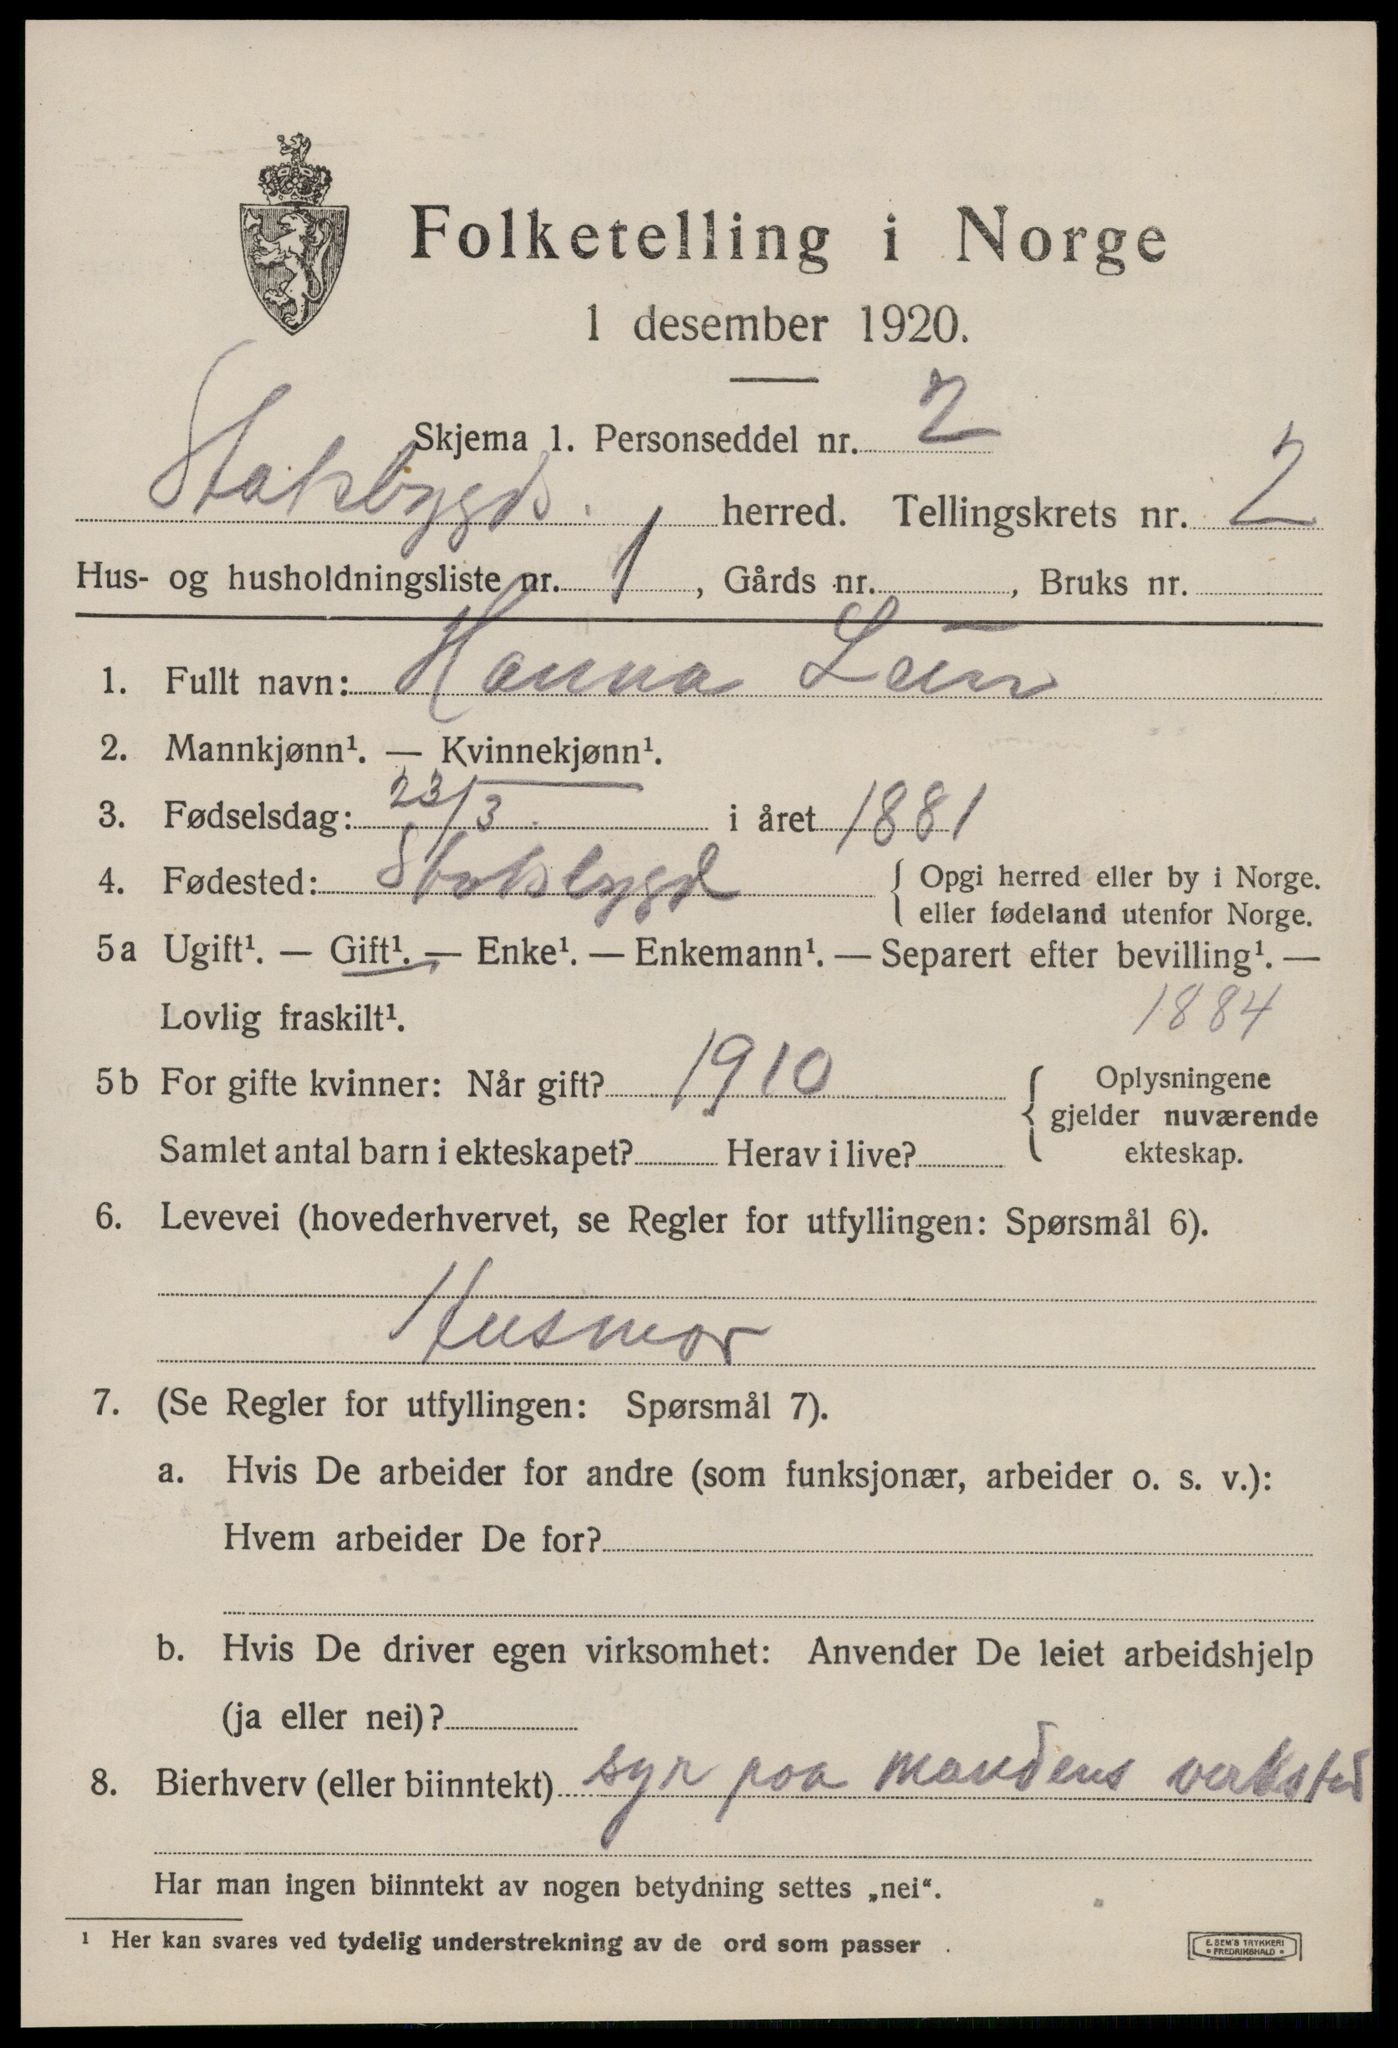 Folketelling i Norge
1 desember 1920.
Skjema 1. Personseddel nr. 2
Stoksbygd. herred. Tellingskrets nr. 2
Hus- og husholdningsliste nr. 1, Gårds nr. , Bruks nr.
1. Fullt navn: Hanna Lein
2. Mannkjønn¹. — Kvinnekjønn¹.
3. Fødselsdag: 23/3. i året 1881
4. Fødested: Stoksbygd { Opgi herred eller by i Norge.
eller fødeland utenfor Norge.
5 a Ugift¹. — Gift¹. — Enke¹. — Enkemann¹. — Separert efter bevilling¹. —
Lovlig fraskilt¹. 1884
5 b For gifte kvinner: Når gift? 1910
Samlet antal barn i ekteskapet? Herav i live?
{ Oplysningene
gjelder nuværende
ekteskap.
6. Levevei (hovederhvervet, se Regler for utfyllingen: Spørsmål 6).
Husmor
7. (Se Regler for utfyllingen: Spørsmål 7).
a. Hvis De arbeider for andre (som funksjonær, arbeider o. s. v.):
Hvem arbeider De for?
b. Hvis De driver egen virksomhet: Anvender De leiet arbeidshjelp
(ja eller nei)?
8. Bierhverv (eller biinntekt) syr paa mandens verksted
Har man ingen biinntekt av nogen betydning settes „nei“.
¹ Her kan svares ved tydelig understrekning av de ord som passer
E. SEM'S TRYKKERI
FREDRIKSHALD